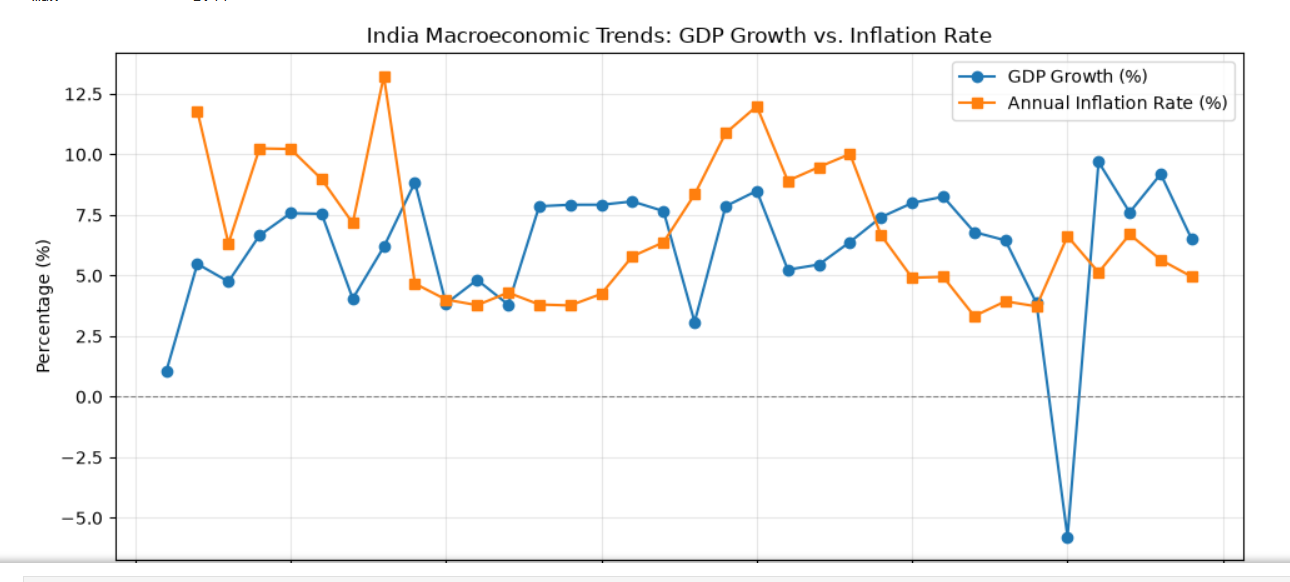 India Macroeconomic Trends: GDP Growth vs. Inflation Rate
GDP Growth (%)
Annual Inflation Rate (%)
12.5
10.0
7.5
5.0
2.5
0.0
−2.5
−5.0
Percentage (%)